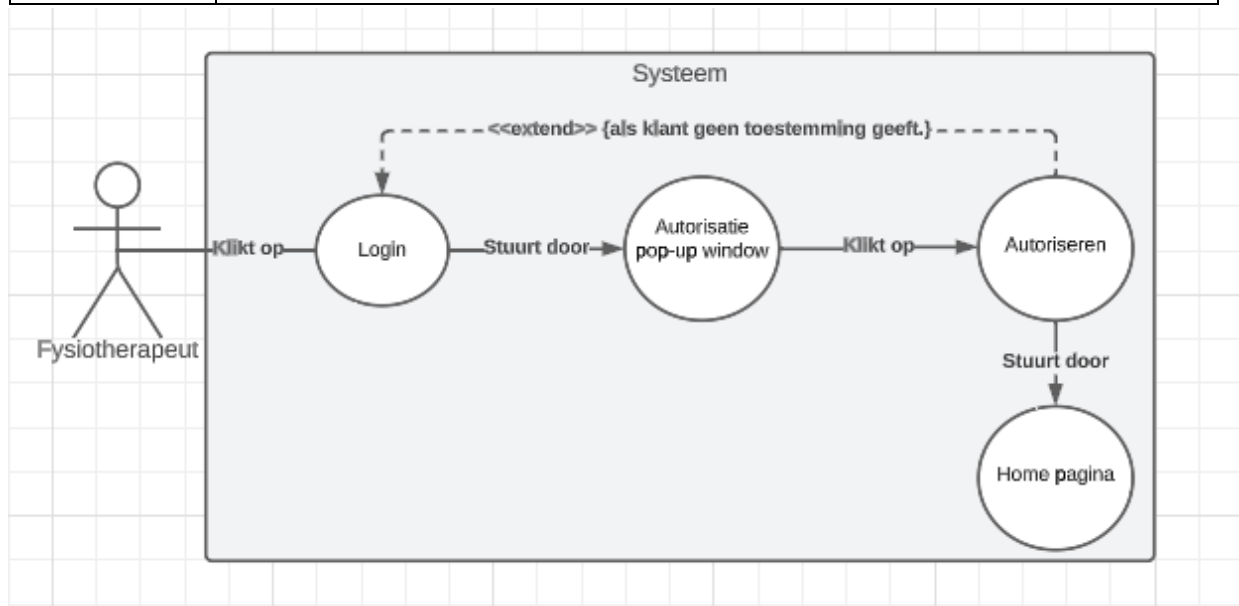 Systeem
<<extend>> {als klant geen toestemming geeft.}
Klikt op
Login
Stuurt door
Autorisatie
pop-up window
Klikt op
Autoriseren
Fysiotherapeut
Stuurt door
Home pagina